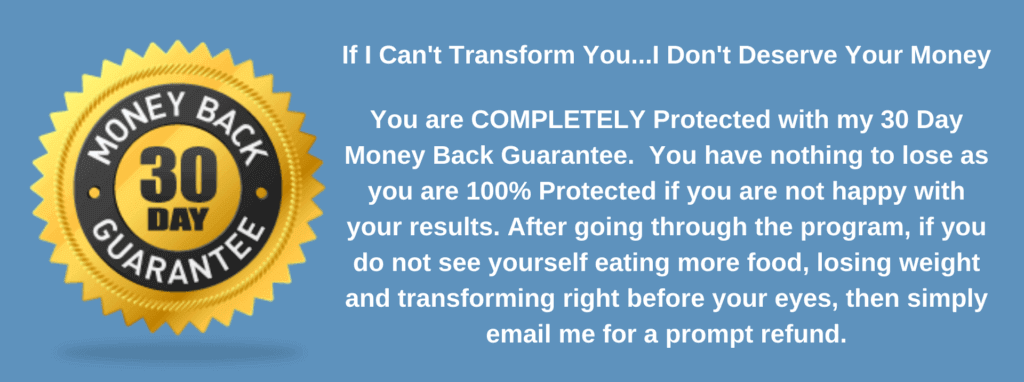 MONEY BACK
30
DAY
GUARANTEE
If I Can't Transform You...I Don't Deserve Your Money
You are COMPLETELY Protected with my 30 Day
Money Back Guarantee.  You have nothing to lose as
you are 100% Protected if you are not happy with
your results. After going through the program, if you
do not see yourself eating more food, losing weight
and transforming right before your eyes, then simply
email me for a prompt refund.